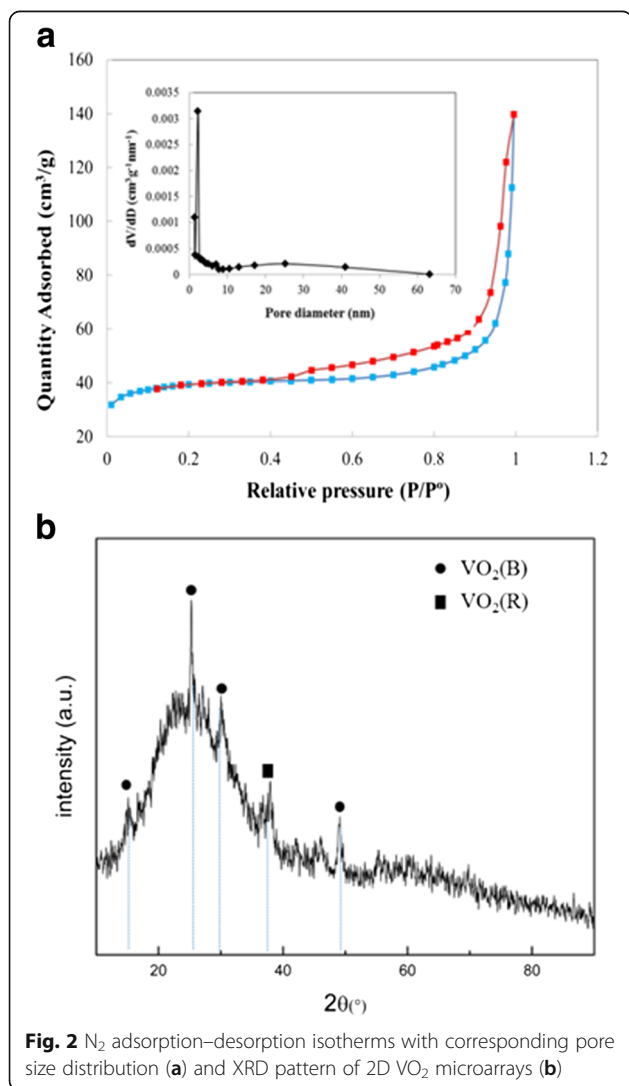 a
160
140
120
100
80
60
40
20
Quantity Adsorbed (cm³/g)
0.0035
0.003
0.0025
0.002
0.0015
0.001
0.0005
0
dV/dD (cm³g⁻¹nm⁻¹)
0 10 20 30 40 50 60 70
Pore diameter (nm)
0 0.2 0.4 0.6 0.8 1 1.2
Relative pressure (P/Pº)
b
● VO₂(B)
■ VO₂(R)
intensity (a.u.)
20 40 60 80
2θ(°)
Fig. 2 N₂ adsorption–desorption isotherms with corresponding pore
size distribution (a) and XRD pattern of 2D VO₂ microarrays (b)